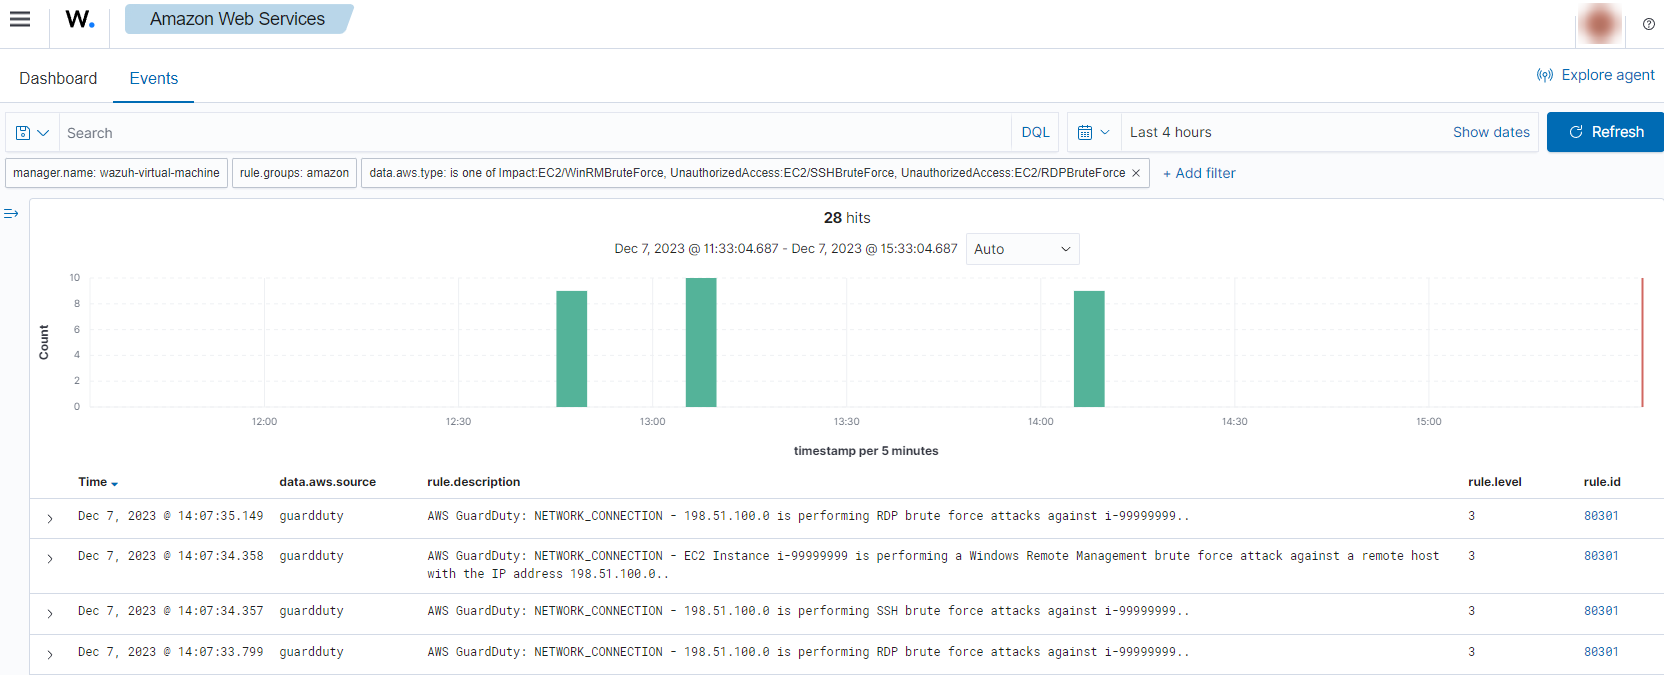 W.
Amazon Web Services
Dashboard
Events
Explore agent
Search
DQL
Last 4 hours
Show dates
Refresh
manager.name: wazuh-virtual-machine
rule.groups: amazon
data.aws.type: is one of Impact:EC2/WinRMBruteForce, UnauthorizedAccess:EC2/SSHBruteForce, UnauthorizedAccess:EC2/RDPBruteForce ×
+ Add filter
28 hits
Dec 7, 2023 @ 11:33:04.687 - Dec 7, 2023 @ 15:33:04.687
Auto
Count
10
8
6
4
2
0
12:00
12:30
13:00
13:30
14:00
14:30
15:00
timestamp per 5 minutes
Time data.aws.source rule.description rule.level rule.id
Dec 7, 2023 @ 14:07:35.149 guardduty AWS GuardDuty: NETWORK_CONNECTION - 198.51.100.0 is performing RDP brute force attacks against i-99999999.. 3 80301
Dec 7, 2023 @ 14:07:34.358 guardduty AWS GuardDuty: NETWORK_CONNECTION - EC2 Instance i-99999999 is performing a Windows Remote Management brute force attack against a remote host 3 80301
with the IP address 198.51.100.0..
Dec 7, 2023 @ 14:07:34.357 guardduty AWS GuardDuty: NETWORK_CONNECTION - 198.51.100.0 is performing SSH brute force attacks against i-99999999.. 3 80301
Dec 7, 2023 @ 14:07:33.799 guardduty AWS GuardDuty: NETWORK_CONNECTION - 198.51.100.0 is performing RDP brute force attacks against i-99999999.. 3 80301